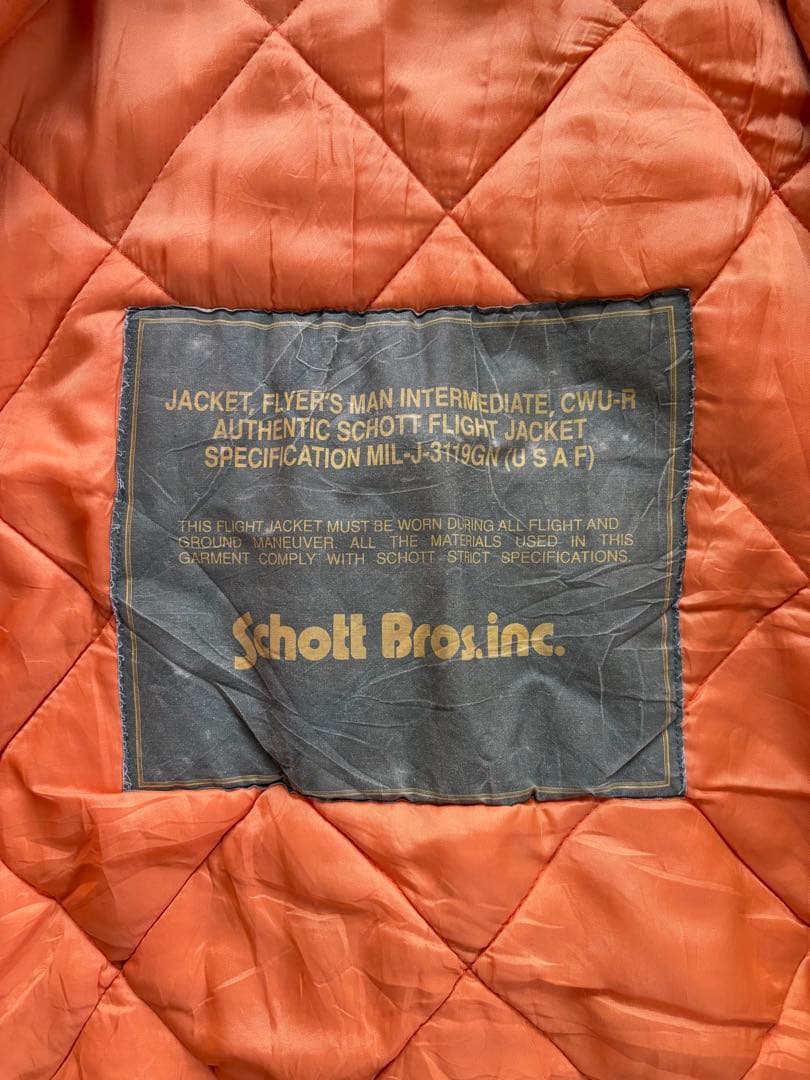 JACKET, FLYER'S MAN INTERMEDIATE, CWU-R
AUTHENTIC SCHOTT FLIGHT JACKET
SPECIFICATION MIL-J-3119GN (U S A F)
THIS FLIGHT JACKET MUST BE WORN DURING ALL FLIGHT AND
GROUND MANEUVER. ALL THE MATERIALS USED IN THIS
GARMENT COMPLY WITH SCHOTT STRICT SPECIFICATIONS.
Schott Bros.inc.